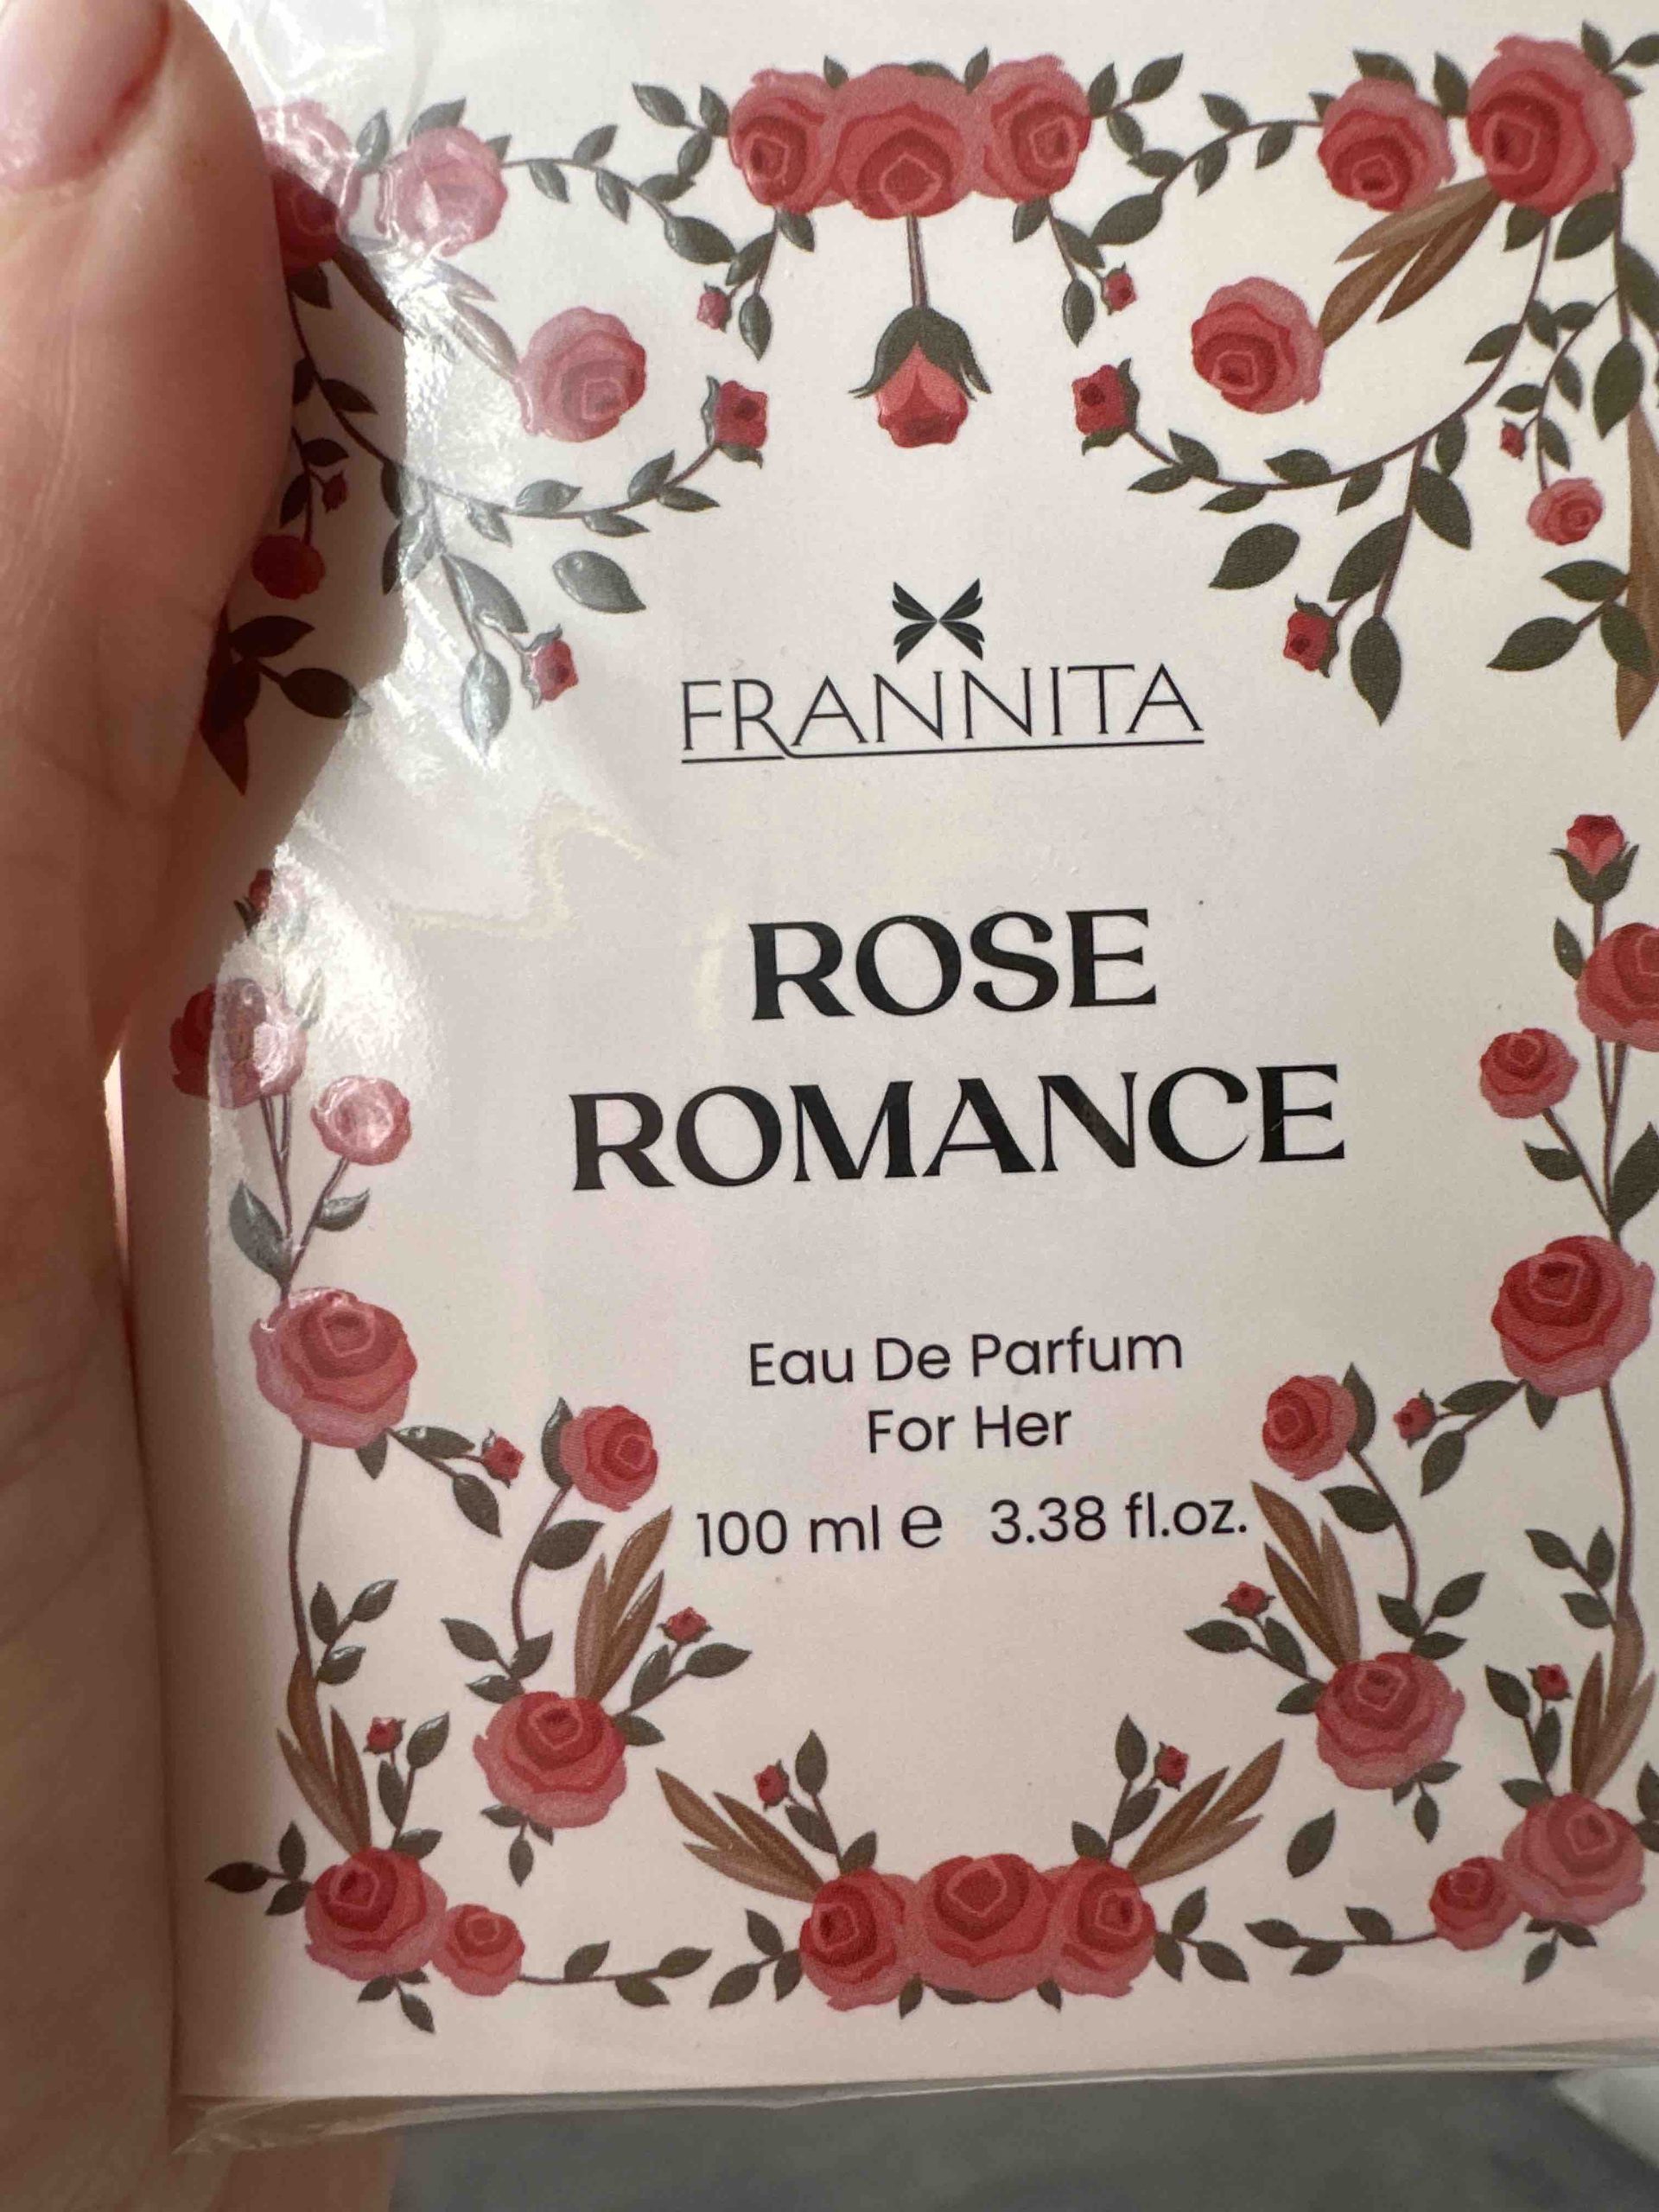 FRANNITA
ROSE
ROMANCE
Eau De Parfum
For Her
100 ml e 3.38 fl.oz.